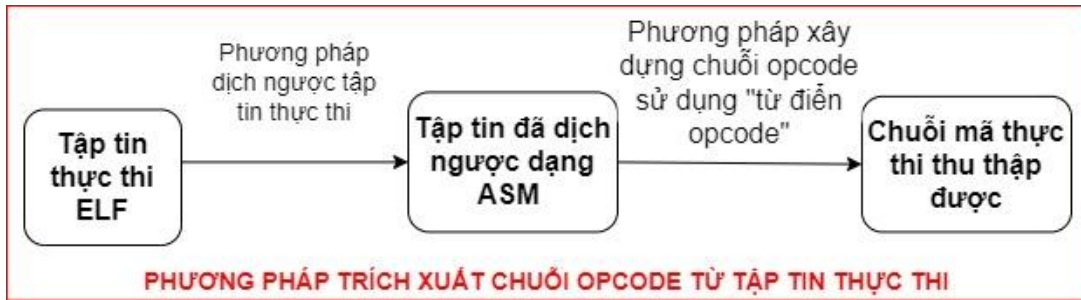 Tập tin
thực thi
ELF
Phương pháp
dịch ngược tập
tin thực thi
Tập tin đã dịch
ngược dạng
ASM
Phương pháp xây
dựng chuỗi opcode
sử dụng "từ điển
opcode"
Chuỗi mã thực
thi thu thập
được
PHƯƠNG PHÁP TRÍCH XUẤT CHUỖI OPCODE TỪ TẬP TIN THỰC THI